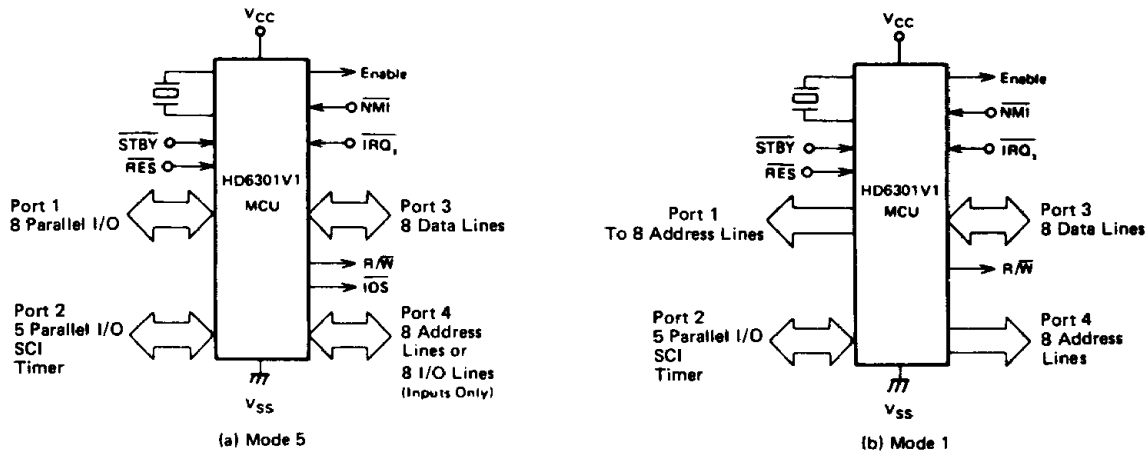 VCC
Enable
NMI
STBY
IRQ1
RES
HD6301V1
MCU
Port 1
8 Parallel I/O
Port 3
8 Data Lines
R/W
IOS
Port 2
5 Parallel I/O
SCI
Timer
Port 4
8 Address
Lines or
8 I/O Lines
(Inputs Only)
VSS
(a) Mode 5
VCC
Enable
NMI
STBY
IRQ1
RES
HD6301V1
MCU
Port 1
To 8 Address Lines
Port 3
8 Data Lines
R/W
Port 2
5 Parallel I/O
SCI
Timer
Port 4
8 Address
Lines
VSS
(b) Mode 1